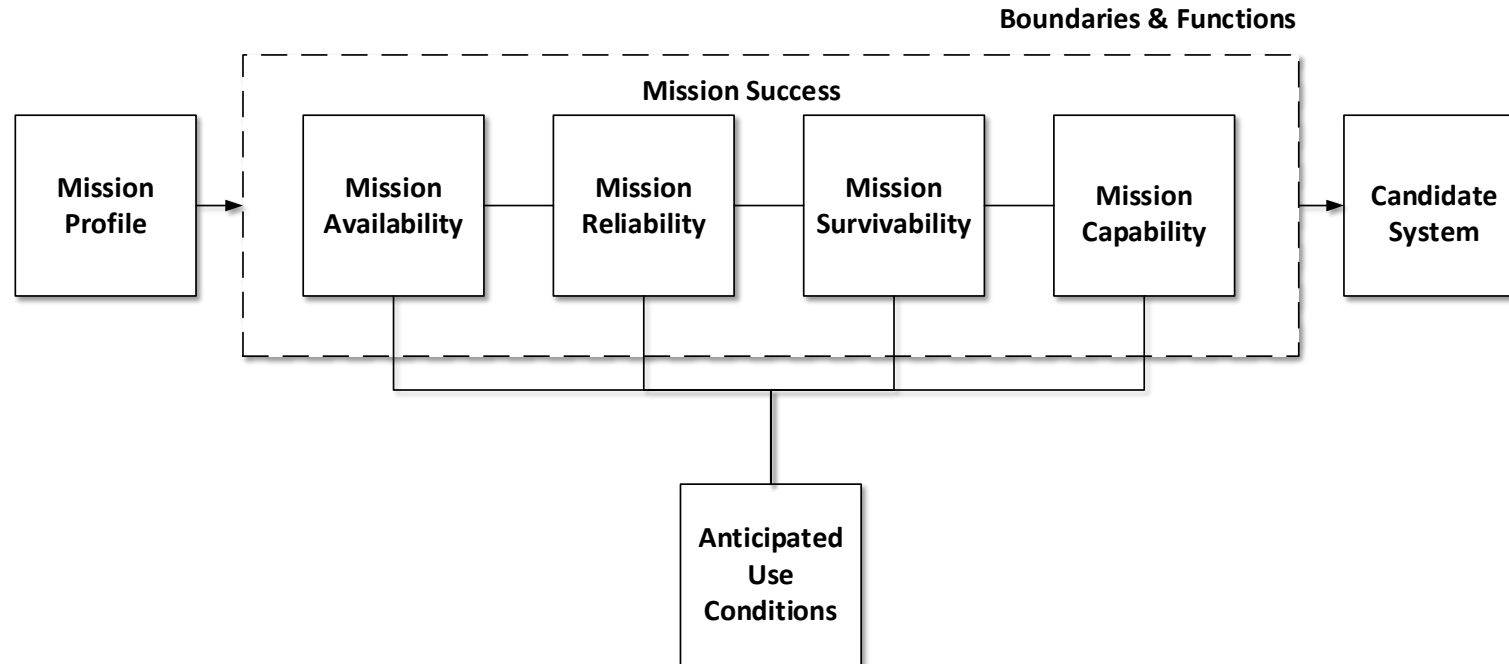 Boundaries & Functions
Mission Success
Mission
Profile
Mission
Availability
Mission
Reliability
Mission
Survivability
Mission
Capability
Candidate
System
Anticipated
Use
Conditions